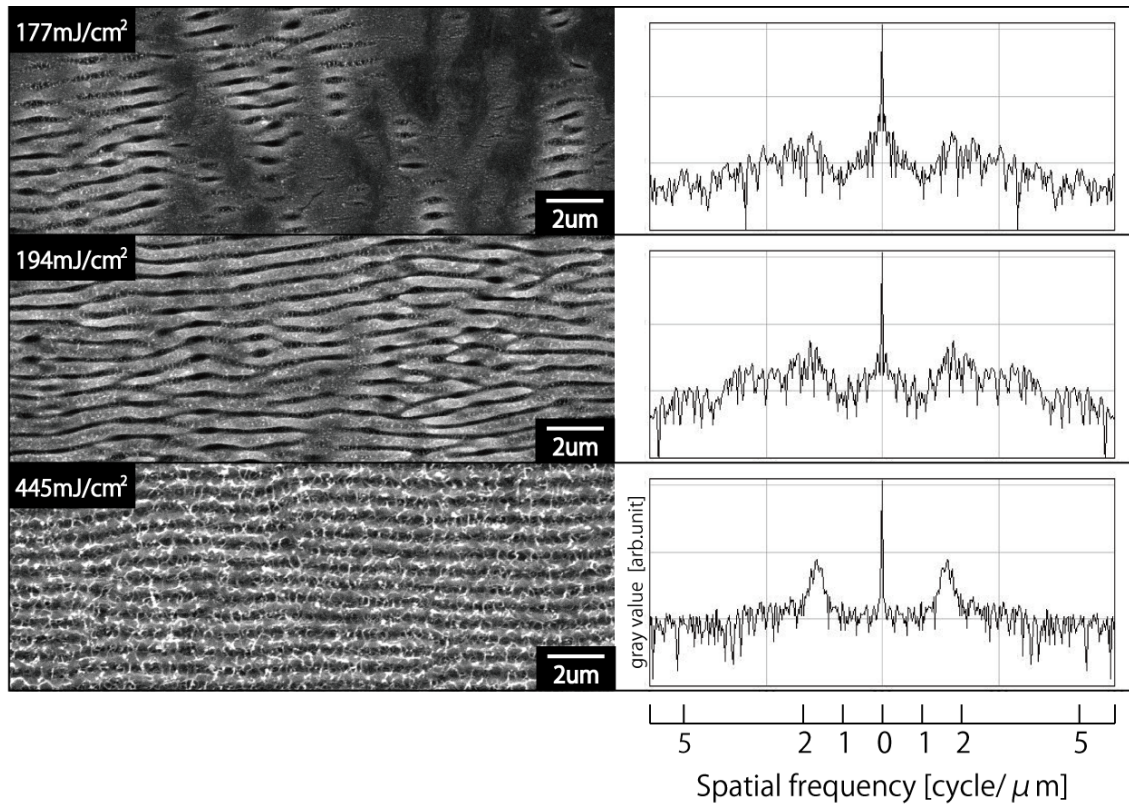 177mJ/cm²
2um
194mJ/cm²
2um
445mJ/cm²
2um
gray value [arb.unit]
5 2 1 0 1 2 5
Spatial frequency [cycle/ μm]